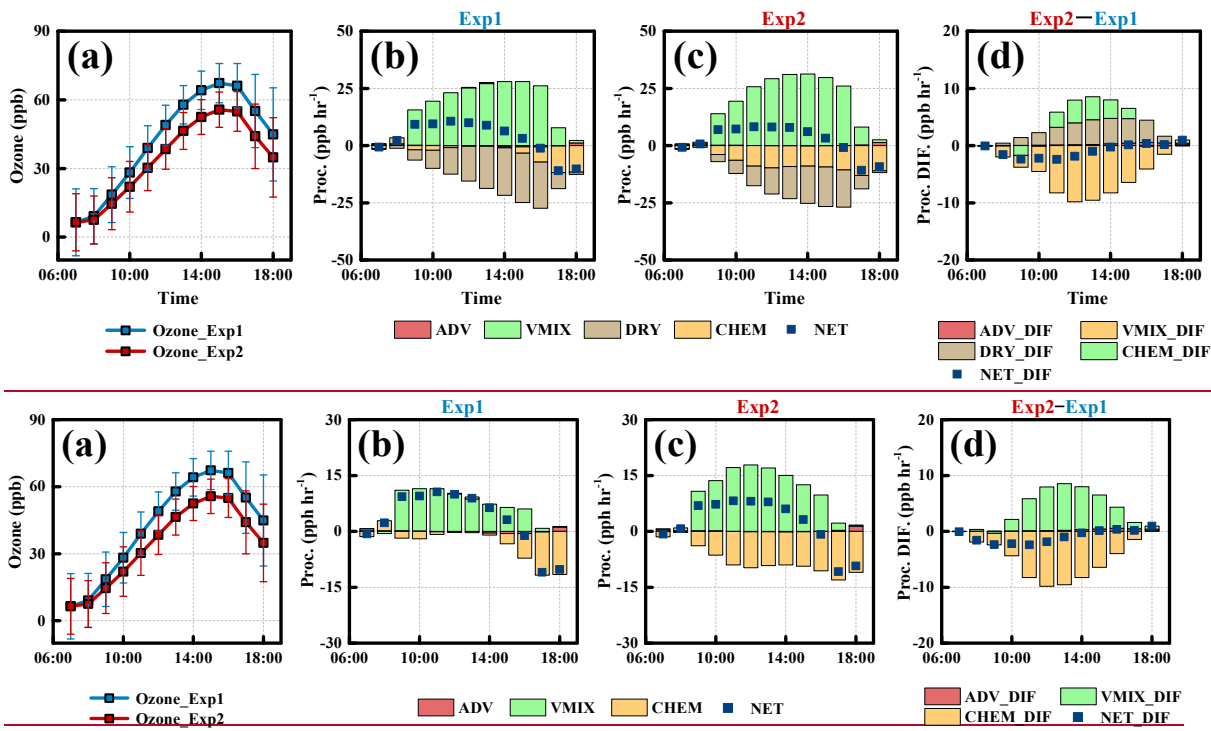 Exp1
Exp2
Exp2−Exp1
(a)
(b)
(c)
(d)
Ozone (ppb)
90
60
30
0
06:00
10:00
14:00
18:00
Time
Proc. (ppb hr-1)
50
25
0
-25
-50
06:00
10:00
14:00
18:00
Time
Proc. (ppb hr-1)
50
25
0
-25
-50
06:00
10:00
14:00
18:00
Time
Proc. DIF. (ppb hr-1)
20
10
0
-10
-20
06:00
10:00
14:00
18:00
Time
Ozone_Exp1
Ozone_Exp2
ADV
VMIX
DRY
CHEM
NET
ADV_DIF
VMIX_DIF
DRY_DIF
CHEM_DIF
NET_DIF
Exp1
Exp2
Exp2−Exp1
(a)
(b)
(c)
(d)
Ozone (ppb)
90
60
30
0
06:00
10:00
14:00
18:00
Proc. (pph hr-1)
30
15
0
-15
-30
06:00
10:00
14:00
18:00
Proc. (pph hr-1)
30
15
0
-15
-30
06:00
10:00
14:00
18:00
Proc. DIF. (ppb hr-1)
20
10
0
-10
-20
06:00
10:00
14:00
18:00
Ozone_Exp1
Ozone_Exp2
ADV
VMIX
CHEM
NET
ADV_DIF
VMIX_DIF
CHEM_DIF
NET_DIF